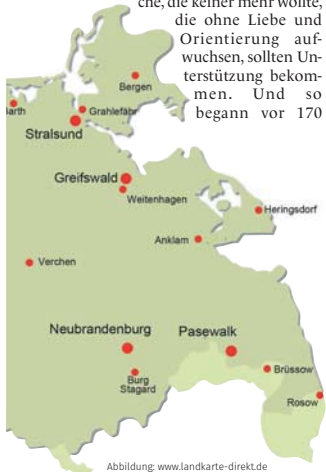 che, die keiner mehr wollte,
die ohne Liebe und
Orientierung auf-
wuchsen, sollten Un-
terstützung bekom-
men. Und so
begann vor 170
Bergen
Barth
Grahlefähr
Stralsund
Greifswald
Weitenhagen
Heringsdorf
Anklam
Verchen
Neubrandenburg
Pasewalk
Burg
Stagard
Brüssow
Rosow
Abbildung: www.landkarte-direkt.de